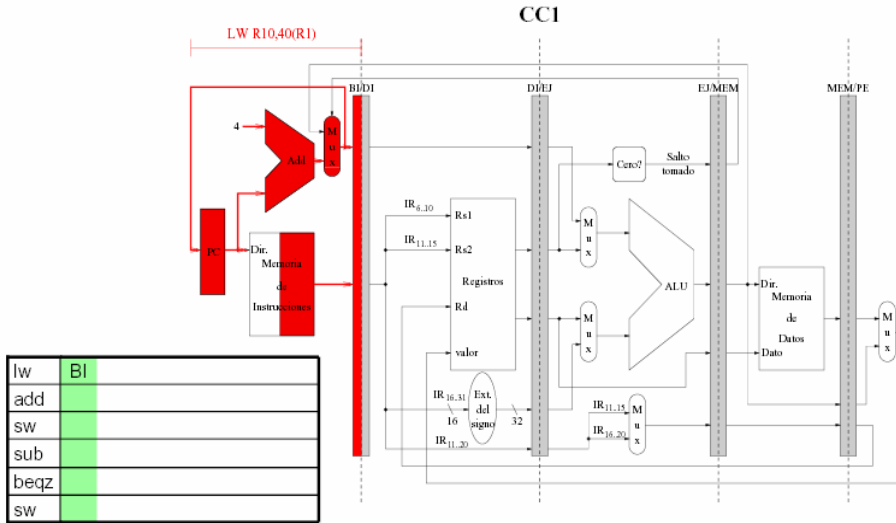 CC1
LW R10,40(R1)
BI/DI
DI/EJ
EJ/MEM
MEM/PE
4
Add
M
u
x
Cero?
Salto
tomado
PC
Dir.
Memoria
de
Instrucciones
IR6..10
IR11..15
Rs1
Rs2
Registros
Rd
valor
M
u
x
ALU
M
u
x
Dir.
Memoria
de
Datos
Dato
M
u
x
IR16..31
16
Ext.
del
signo
32
IR11..20
IR11..15
IR16..20
M
u
x
lw BI
add
sw
sub
beqz
sw